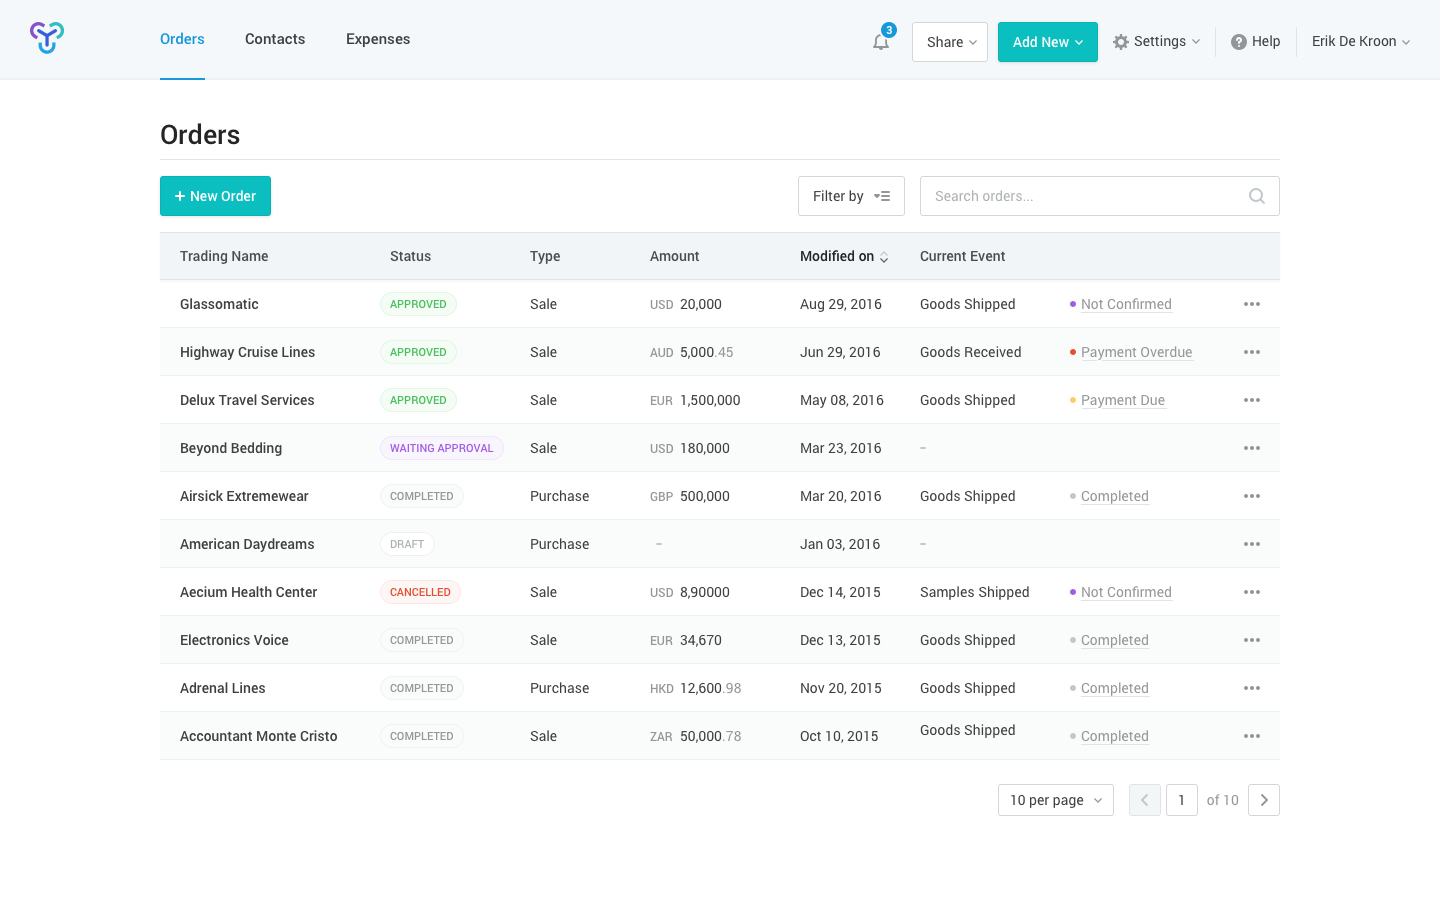 Orders Contacts Expenses 3 Share Add New Settings Help Erik De Kroon
Orders
+ New Order Filter by Search orders...
Trading Name Status Type Amount Modified on Current Event
Glassomatic APPROVED Sale USD 20,000 Aug 29, 2016 Goods Shipped Not Confirmed
Highway Cruise Lines APPROVED Sale AUD 5,000.45 Jun 29, 2016 Goods Received Payment Overdue
Delux Travel Services APPROVED Sale EUR 1,500,000 May 08, 2016 Goods Shipped Payment Due
Beyond Bedding WAITING APPROVAL Sale USD 180,000 Mar 23, 2016 –
Airsick Extremewear COMPLETED Purchase GBP 500,000 Mar 20, 2016 Goods Shipped Completed
American Daydreams DRAFT Purchase – Jan 03, 2016 –
Aecium Health Center CANCELLED Sale USD 8,90000 Dec 14, 2015 Samples Shipped Not Confirmed
Electronics Voice COMPLETED Sale EUR 34,670 Dec 13, 2015 Goods Shipped Completed
Adrenal Lines COMPLETED Purchase HKD 12,600.98 Nov 20, 2015 Goods Shipped Completed
Accountant Monte Cristo COMPLETED Sale ZAR 50,000.78 Oct 10, 2015 Goods Shipped Completed
10 per page 1 of 10